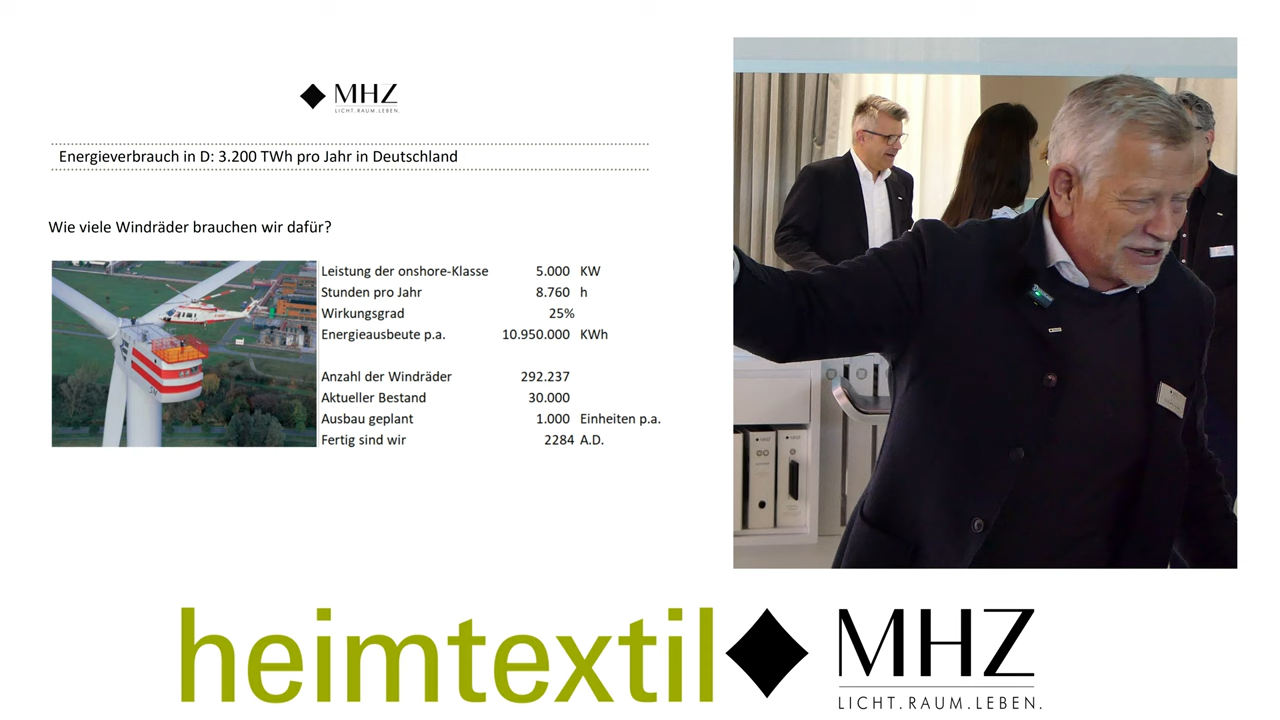 MHZ
LICHT.RAUM.LEBEN.
Energieverbrauch in D: 3.200 TWh pro Jahr in Deutschland
Wie viele Windräder brauchen wir dafür?
Leistung der onshore-Klasse 5.000 KW
Stunden pro Jahr 8.760 h
Wirkungsgrad 25%
Energieausbeute p.a. 10.950.000 KWh
Anzahl der Windräder 292.237
Aktueller Bestand 30.000
Ausbau geplant 1.000 Einheiten p.a.
Fertig sind wir 2284 A.D.
heimtextil MHZ
LICHT.RAUM.LEBEN.